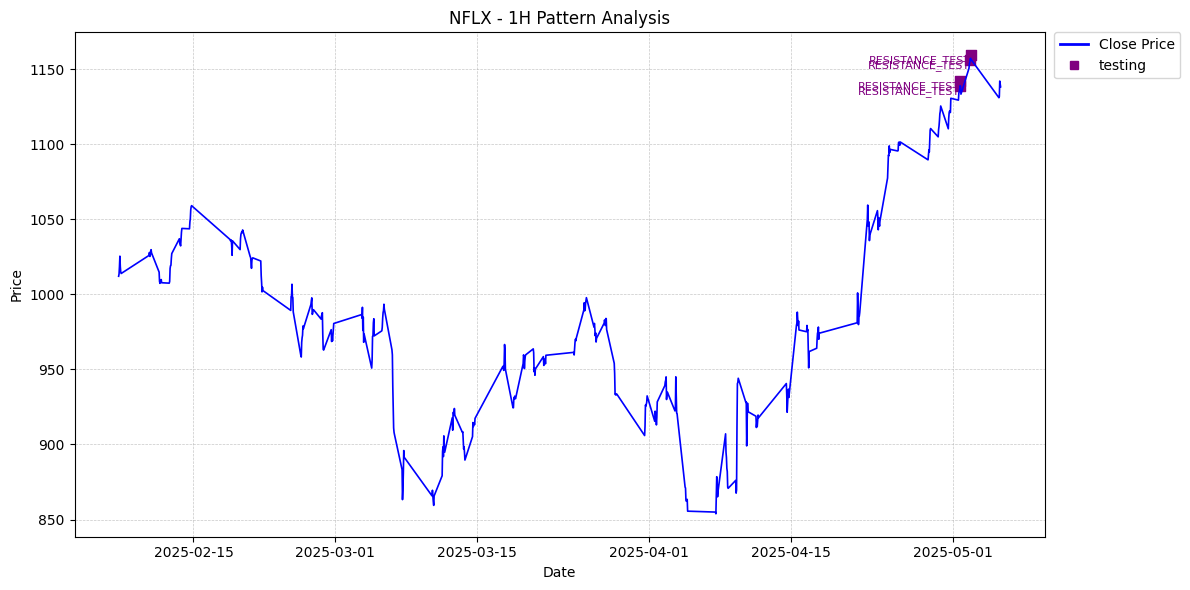 NFLX - 1H Pattern Analysis
Close Price
testing
RESISTANCE_TEST
RESISTANCE_TEST
RESISTANCE_TEST
RESISTANCE_TEST
Price
1150
1100
1050
1000
950
900
850
2025-02-15
2025-03-01
2025-03-15
2025-04-01
2025-04-15
2025-05-01
Date